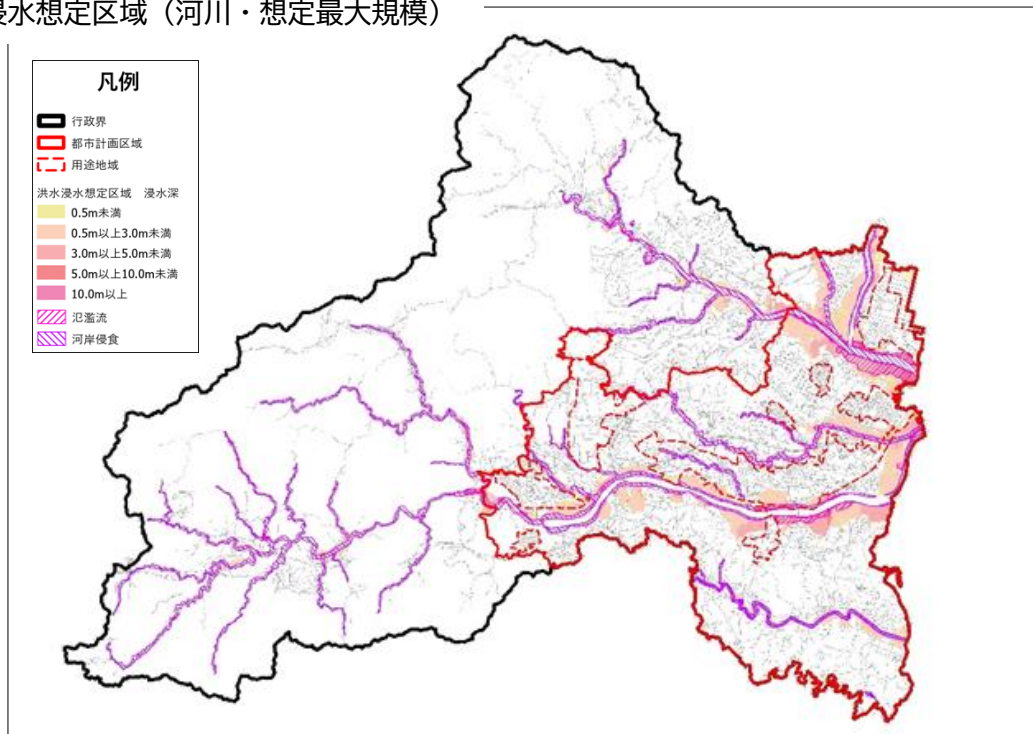 浸水想定区域（河川・想定最大規模）
凡例
行政界
都市計画区域
用途地域
洪水浸水想定区域　浸水深
0.5m未満
0.5m以上3.0m未満
3.0m以上5.0m未満
5.0m以上10.0m未満
10.0m以上
氾濫流
河岸侵食